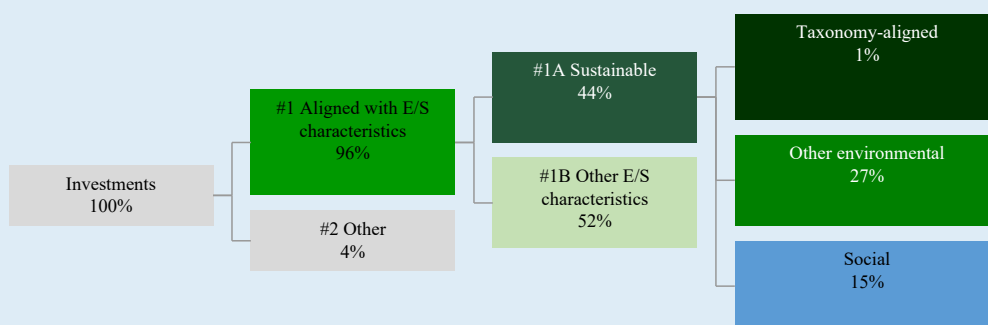 Investments
100%
#1 Aligned with E/S
characteristics
96%
#2 Other
4%
#1A Sustainable
44%
#1B Other E/S
characteristics
52%
Taxonomy-aligned
1%
Other environmental
27%
Social
15%